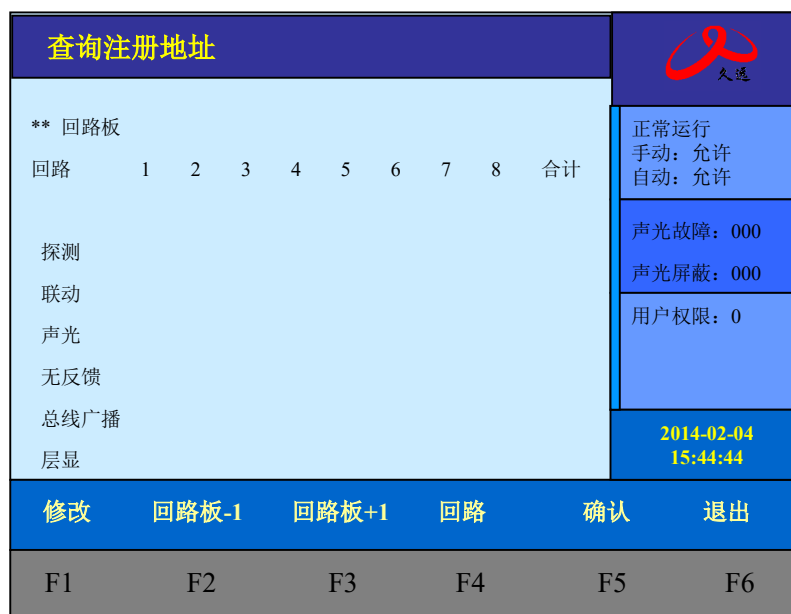 查询注册地址
久远
** 回路板
回路 1 2 3 4 5 6 7 8 合计
探测
联动
声光
无反馈
总线广播
层显
正常运行
手动：允许
自动：允许
声光故障：000
声光屏蔽：000
用户权限：0
2014-02-04
15:44:44
修改 回路板-1 回路板+1 回路 确认 退出
F1 F2 F3 F4 F5 F6